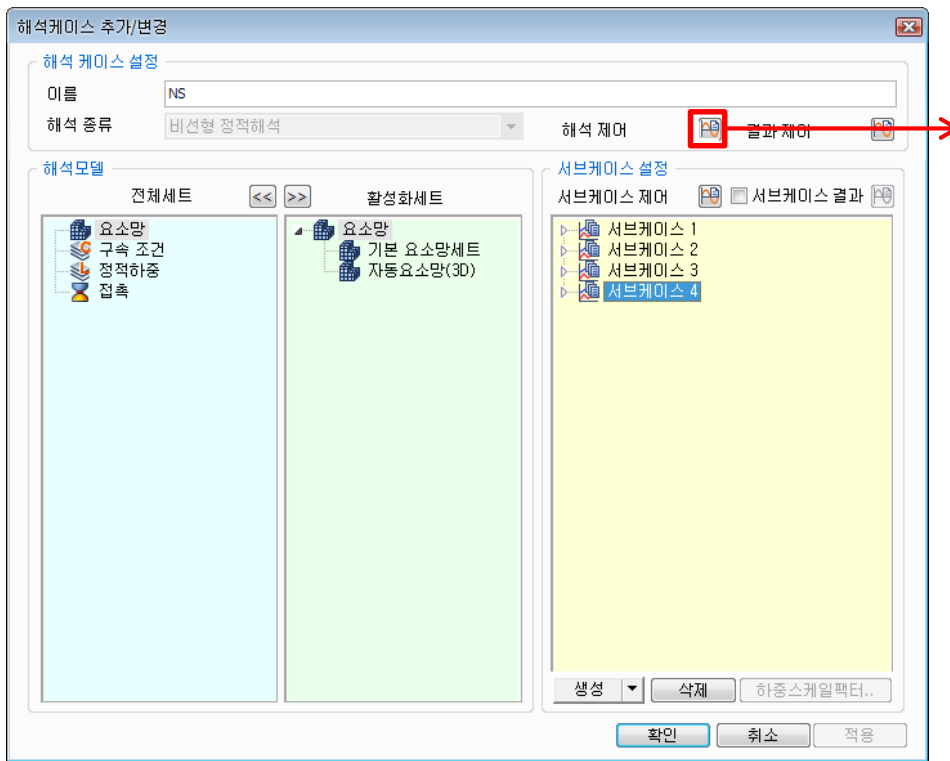 해석케이스 추가/변경
해석 케이스 설정
이름 NS
해석 종류 비선형 정적해석 해석 제어 결과 제어
해석모델
전체세트 << >> 활성화세트
요소망
구속 조건
정적하중
접촉
요소망
기본 요소망세트
자동요소망(3D)
서브케이스 설정
서브케이스 제어 서브케이스 결과
서브케이스 1
서브케이스 2
서브케이스 3
서브케이스 4
생성 삭제 하중스케일팩터..
확인 취소 적용